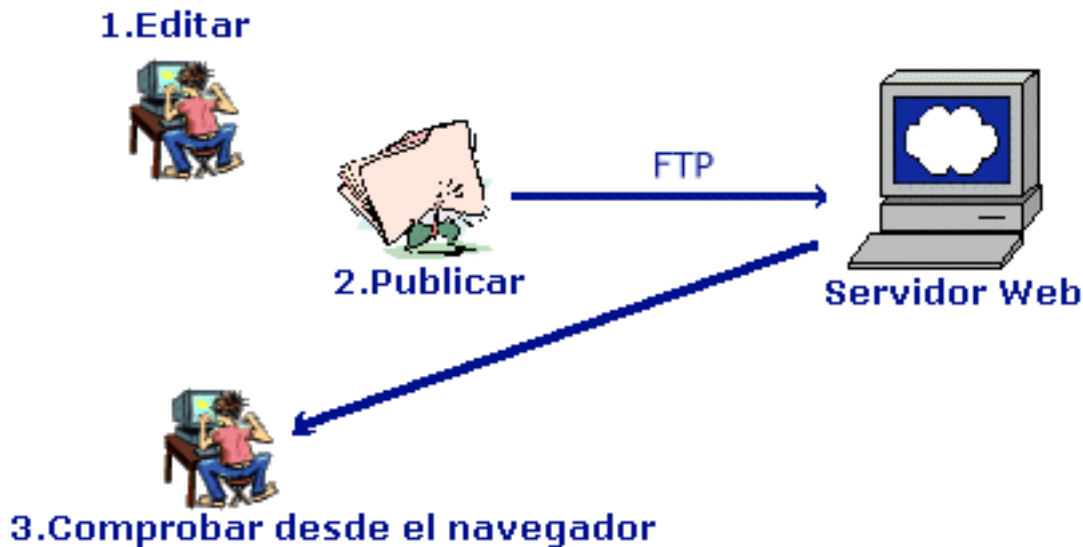 1.Editar
FTP
2.Publicar
Servidor Web
3.Comprobar desde el navegador